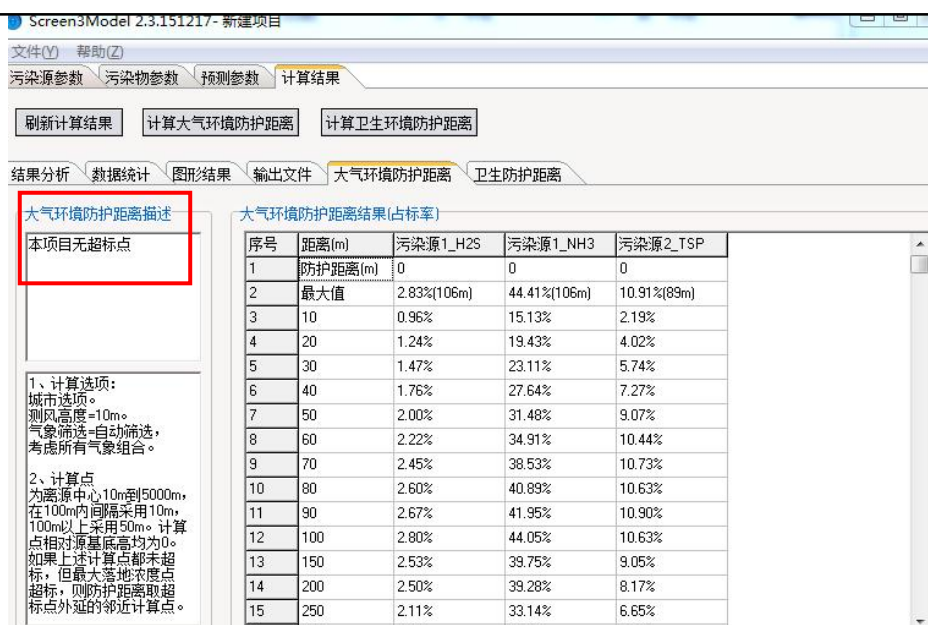 Screen3Model 2.3.151217- 新建项目
文件(Y) 帮助(Z)
污染源参数 污染物参数 预测参数 计算结果
刷新计算结果 计算大气环境防护距离 计算卫生环境防护距离
结果分析 数据统计 图形结果 输出文件 大气环境防护距离 卫生防护距离
大气环境防护距离描述
本项目无超标点
1、计算选项:
城市选项。
测风高度=10m。
气象筛选=自动筛选,
考虑所有气象组合。
2、计算点
为离源中心10m到5000m,
在100m内间隔采用10m,
100m以上采用50m。计算
点相对源基底高均为0。
如果上述计算点都未超
标,但最大落地浓度点
超标,则防护距离取超
标点外延的邻近计算点。
大气环境防护距离结果(占标率)
序号 距离(m) 污染源1_H2S 污染源1_NH3 污染源2_TSP
1 防护距离(m) 0 0 0
2 最大值 2.83%(106m) 44.41%(106m) 10.91%(89m)
3 10 0.96% 15.13% 2.19%
4 20 1.24% 19.43% 4.02%
5 30 1.47% 23.11% 5.74%
6 40 1.76% 27.64% 7.27%
7 50 2.00% 31.48% 9.07%
8 60 2.22% 34.91% 10.44%
9 70 2.45% 38.53% 10.73%
10 80 2.60% 40.89% 10.63%
11 90 2.67% 41.95% 10.90%
12 100 2.80% 44.05% 10.63%
13 150 2.53% 39.75% 9.05%
14 200 2.50% 39.28% 8.17%
15 250 2.11% 33.14% 6.65%